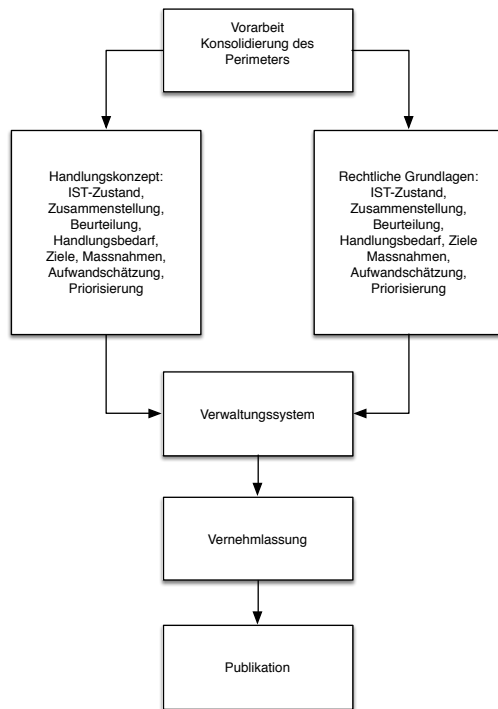 Vorarbeit
Konsolidierung des
Perimeters
Handlungskonzept:
IST-Zustand,
Zusammenstellung,
Beurteilung,
Handlungsbedarf,
Ziele, Massnahmen,
Aufwandschätzung,
Priorisierung
Rechtliche Grundlagen:
IST-Zustand,
Zusammenstellung,
Beurteilung,
Handlungsbedarf, Ziele
Massnahmen,
Aufwandschätzung,
Priorisierung
Verwaltungssystem
Vernehmlassung
Publikation